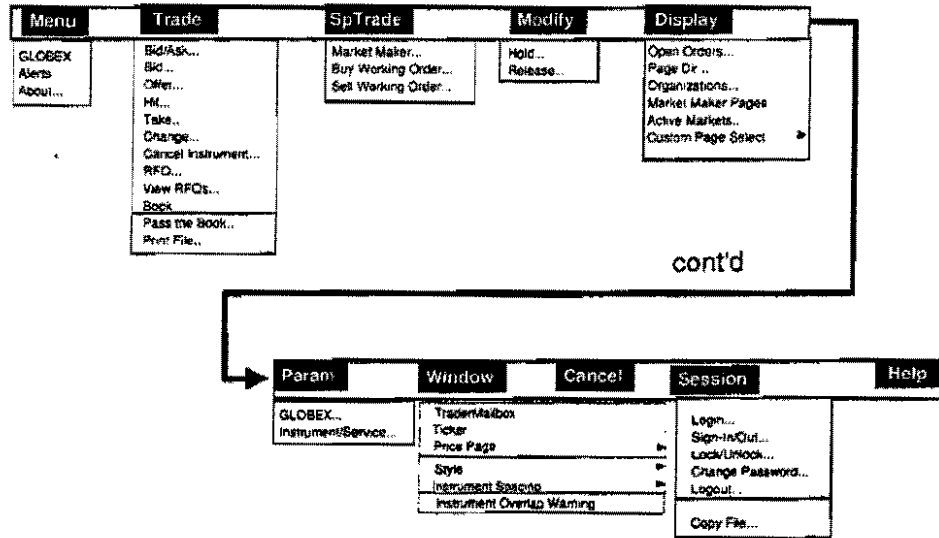 Menu
GLOBEX
Alerts
About...
Trade
Bid/Ask...
Bid...
Offer...
Hit...
Take..
Change...
Cancel Instrument...
RFQ...
View RFQs...
Book
Pass the Book..
Print File..
SpTrade
Market Maker...
Buy Working Order...
Sell Working Order...
Modify
Hold...
Release...
Display
Open Orders...
Page Dir ..
Organizations...
Market Maker Pages
Active Markets..
Custom Page Select
cont'd
Param
GLOBEX...
Instrument/Service...
Window
TraderMailbox
Ticker
Price Page
Style
Instrument Spacing
Instrument Overlap Warning
Cancel
Session
Login...
Sign-In/Out...
Lock/Unlock...
Change Password...
Logout...
Copy File...
Help